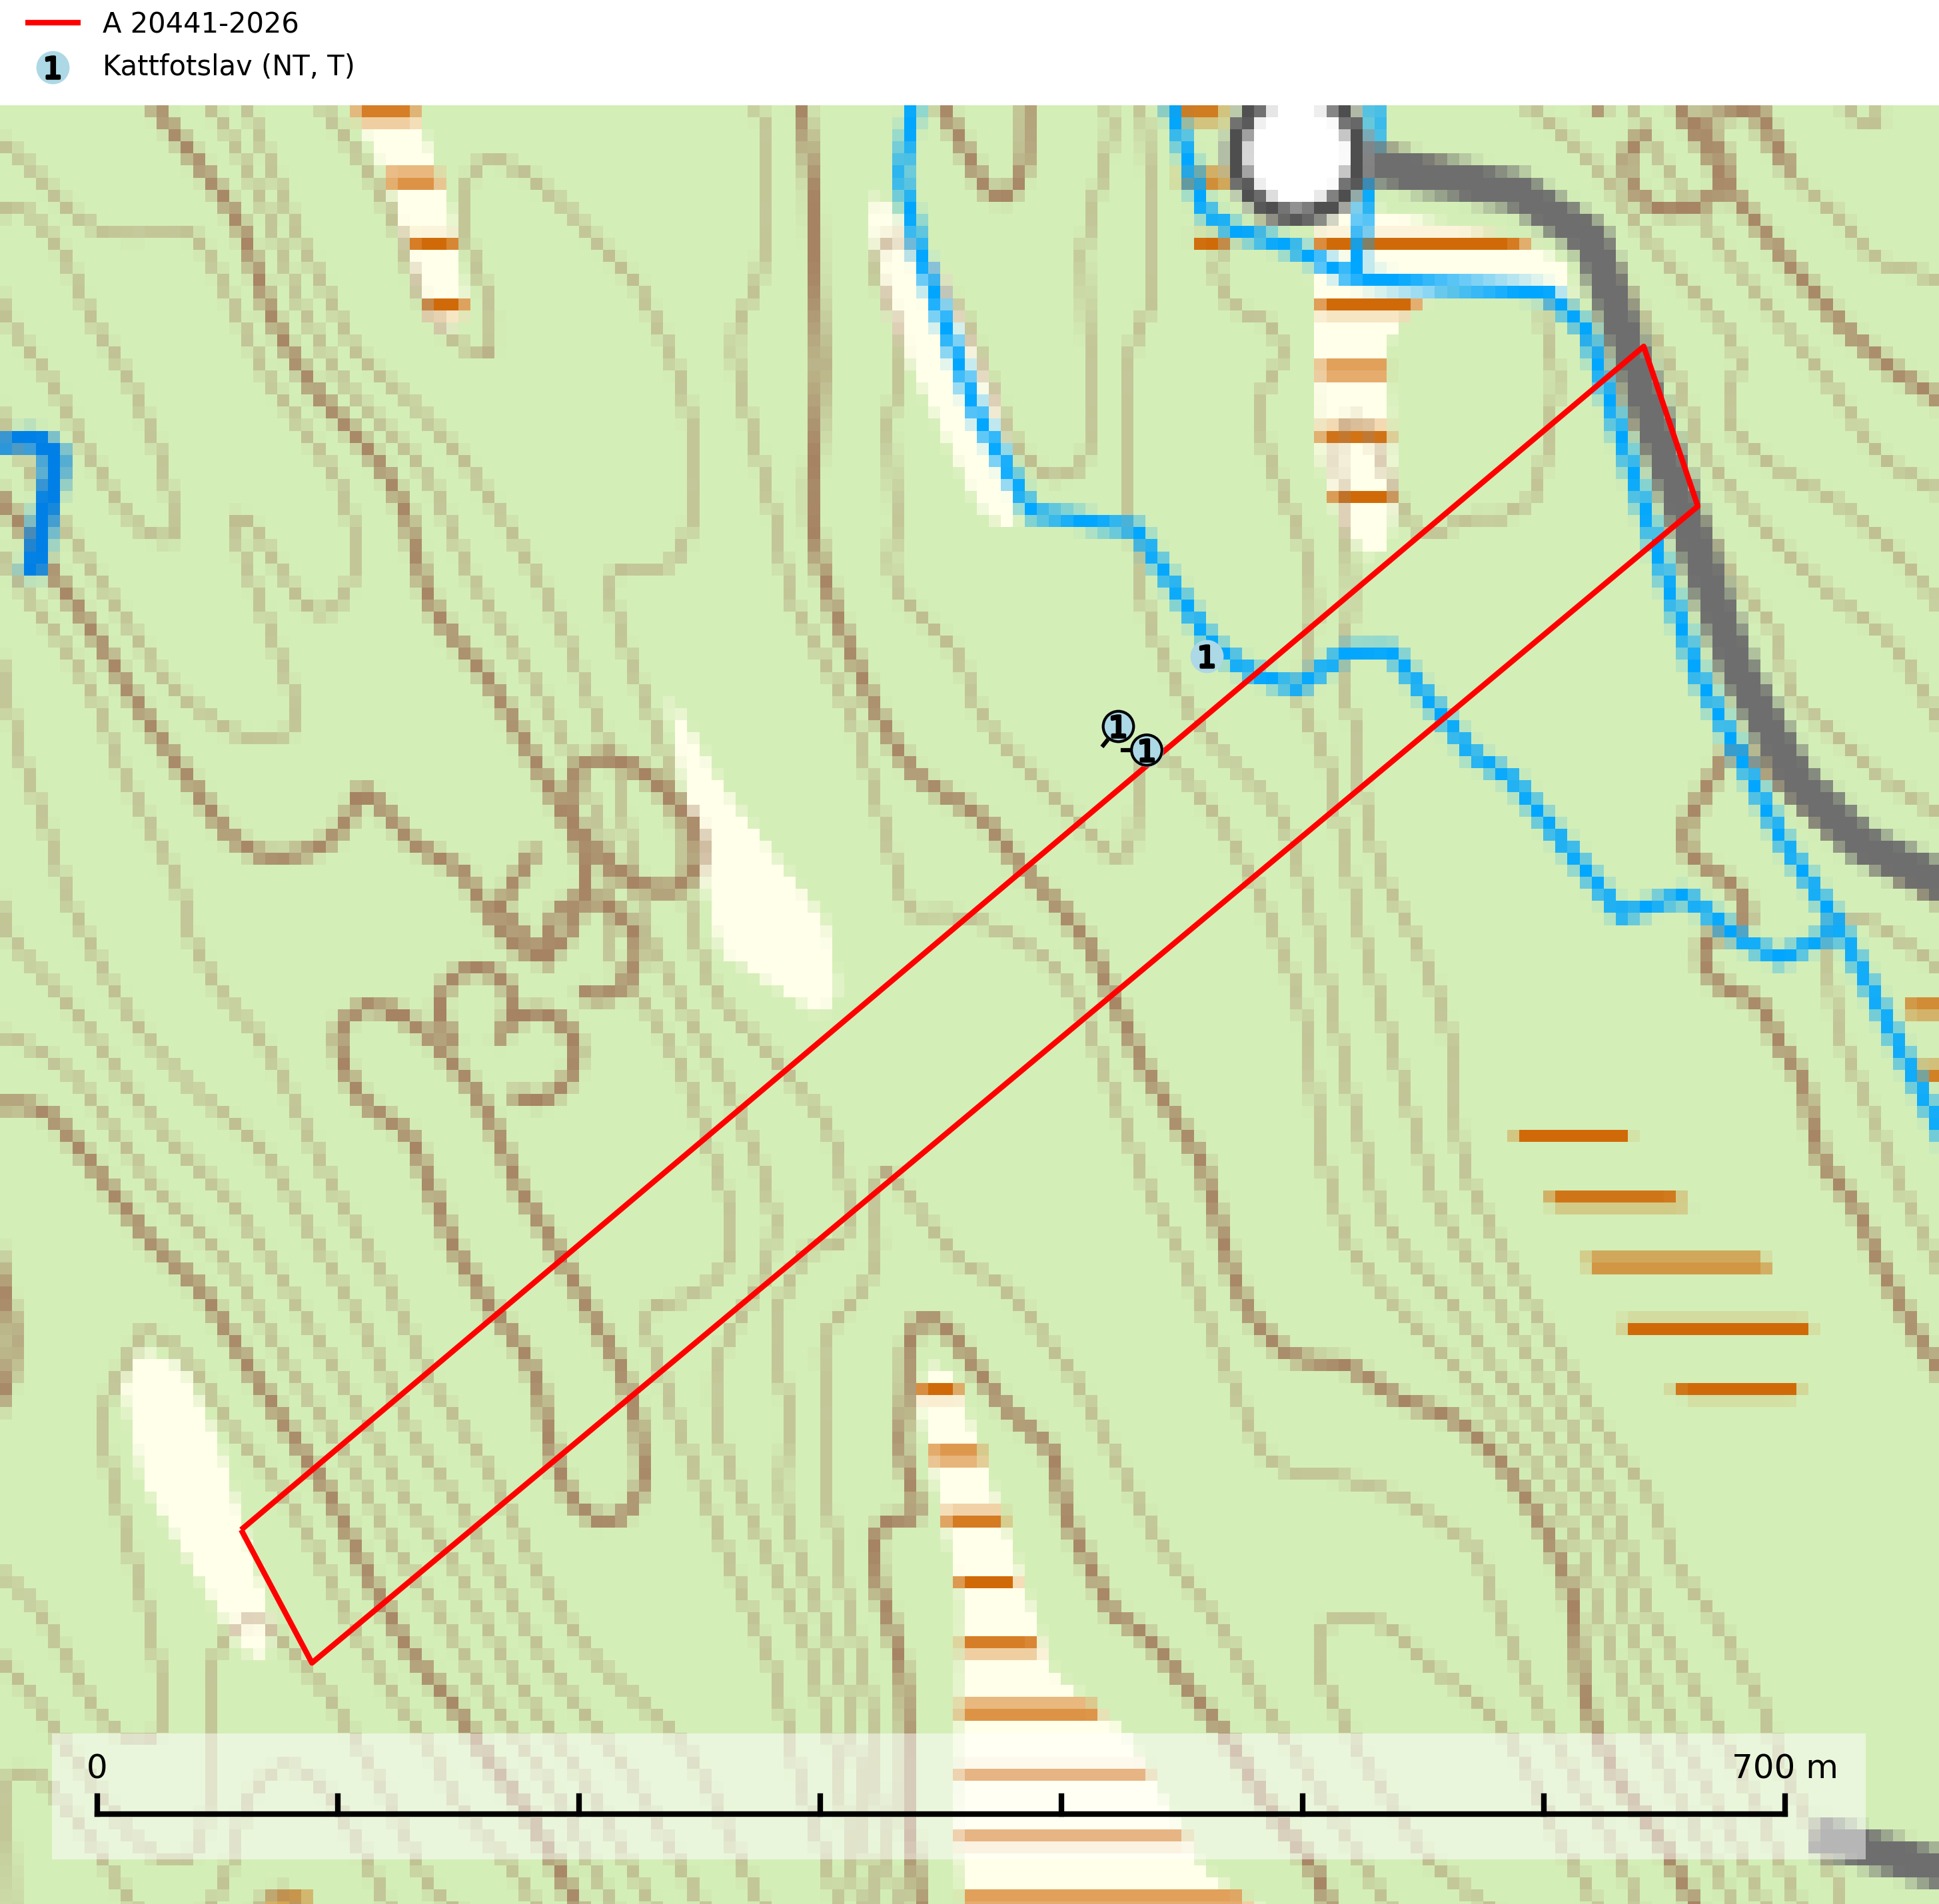 A 20441-2026
1 Kattfotslav (NT, T)
1
1
1
0 700 m